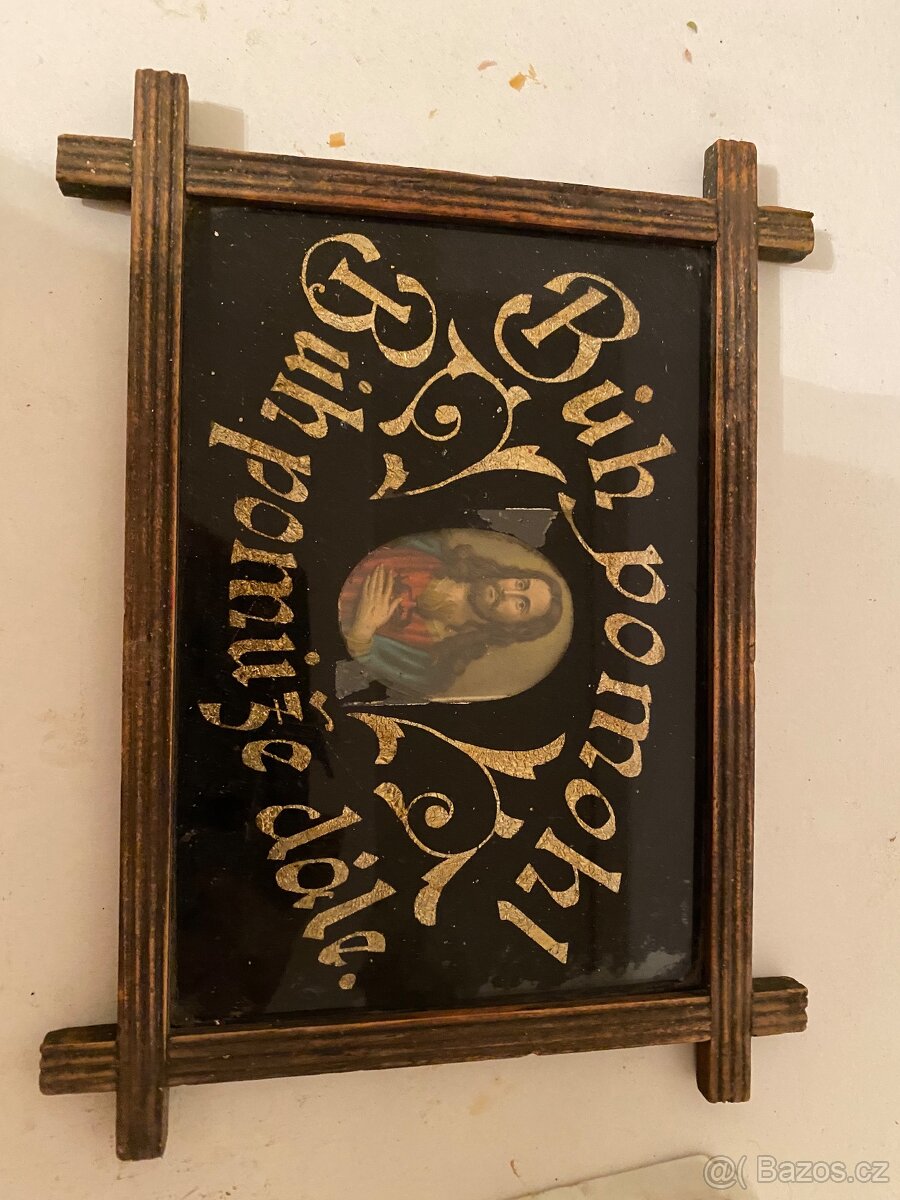 Bůh pomohl
Bůh pomůže dále.
@( Bazos.cz